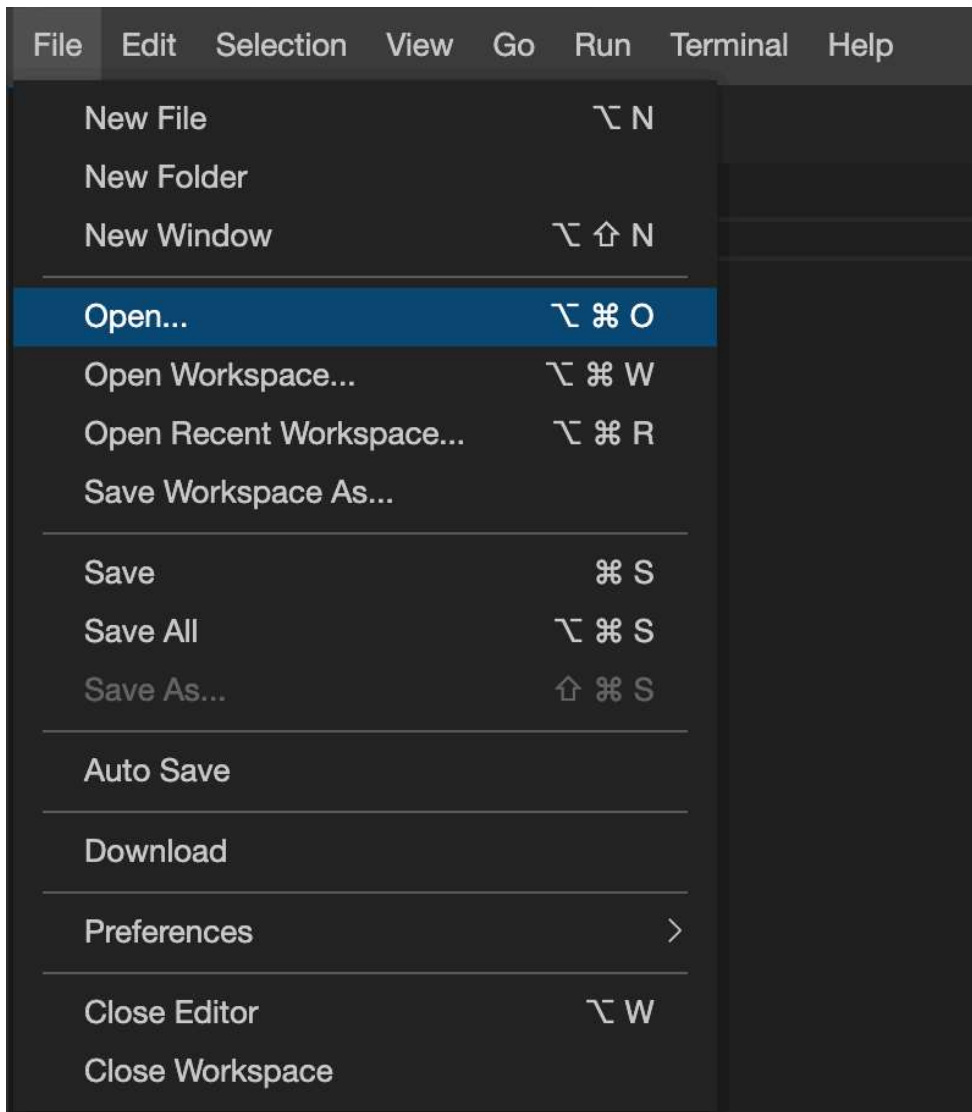 File Edit Selection View Go Run Terminal Help
New File ⌥ N
New Folder
New Window ⌥ ⇧ N
Open... ⌥ ⌘ O
Open Workspace... ⌥ ⌘ W
Open Recent Workspace... ⌥ ⌘ R
Save Workspace As...
Save ⌘ S
Save All ⌥ ⌘ S
Save As... ⇧ ⌘ S
Auto Save
Download
Preferences >
Close Editor ⌥ W
Close Workspace